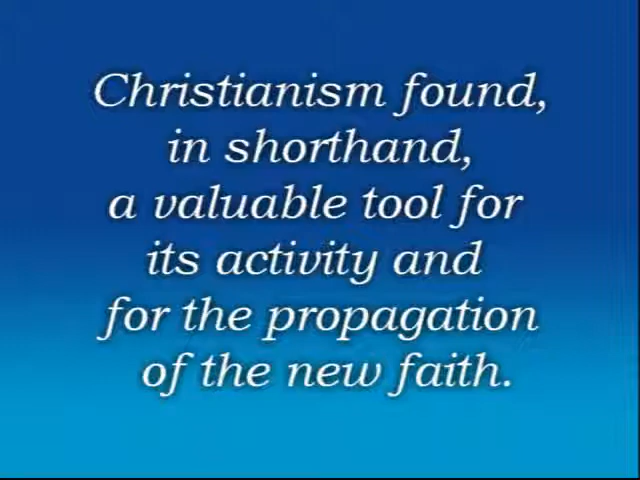 Christianism found,
in shorthand,
a valuable tool for
its activity and
for the propagation
of the new faith.